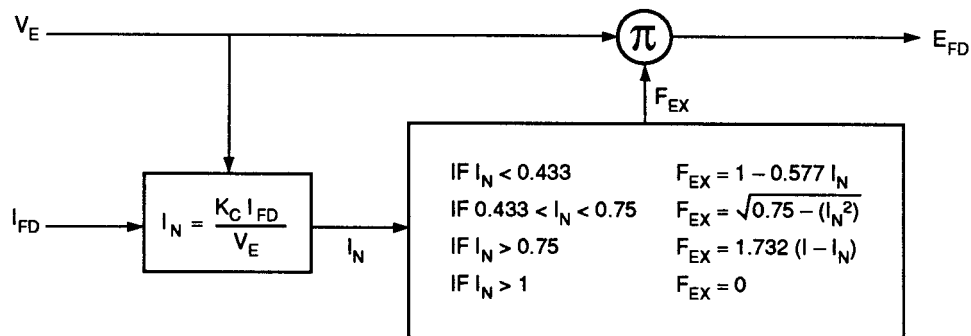 V_E
π
E_FD
F_EX
I_FD
I_N = K_C I_FD / V_E
I_N
IF I_N < 0.433 F_EX = 1 – 0.577 I_N
IF 0.433 < I_N < 0.75 F_EX = √0.75 – (I_N²)
IF I_N > 0.75 F_EX = 1.732 (I – I_N)
IF I_N > 1 F_EX = 0